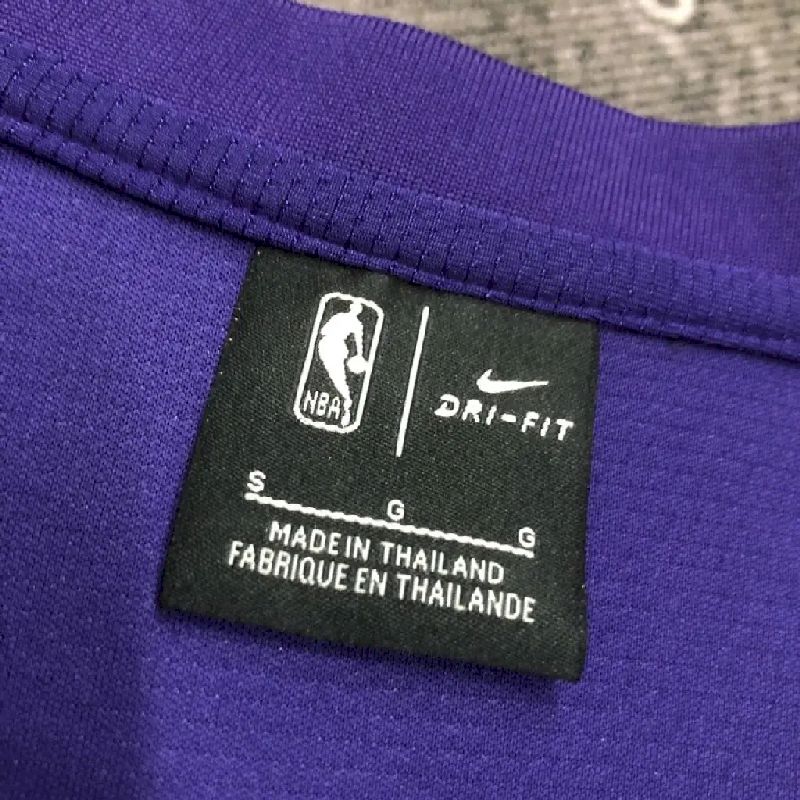 NBA
DRI-FIT
S
G
G
MADE IN THAILAND
FABRIQUE EN THAILANDE